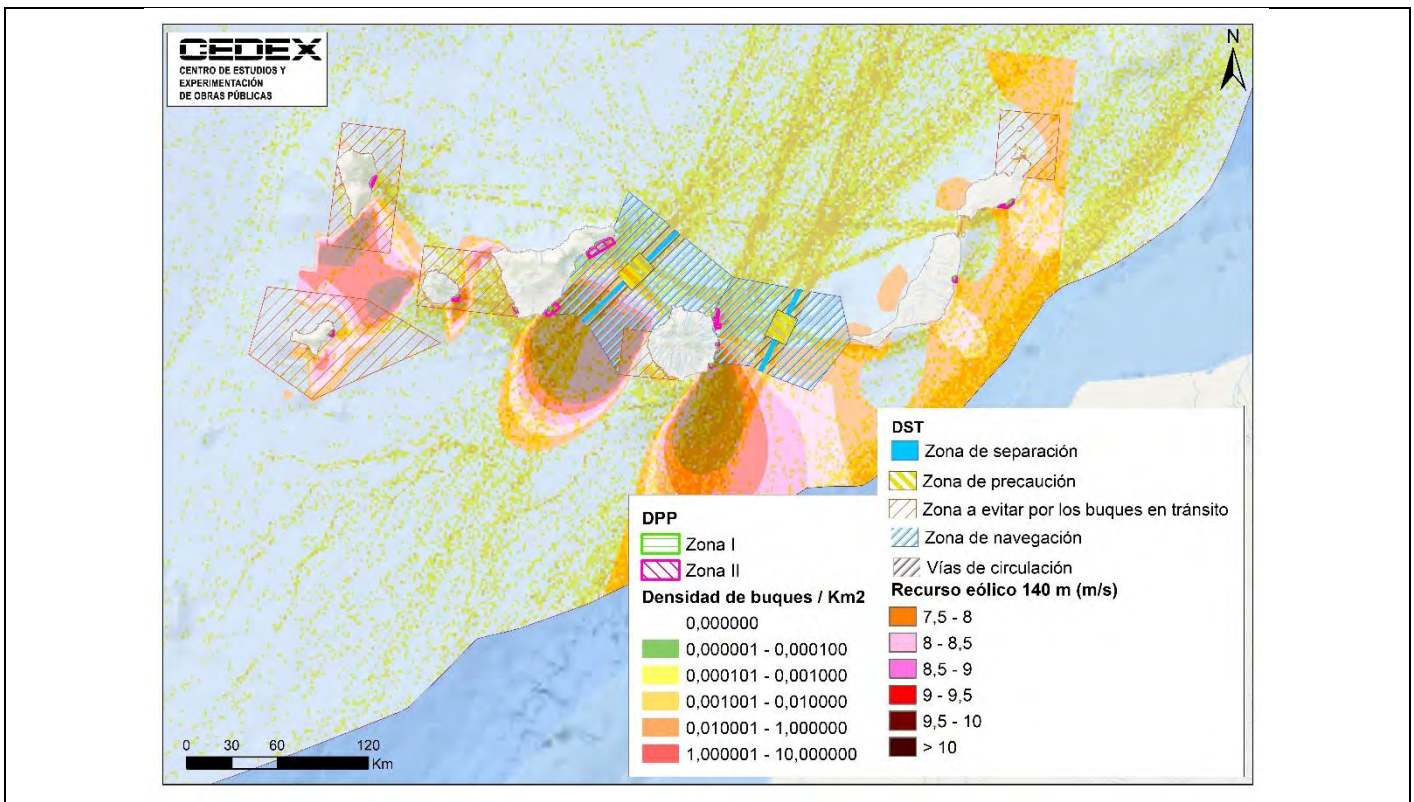 CEDEX
CENTRO DE ESTUDIOS Y
EXPERIMENTACIÓN
DE OBRAS PÚBLICAS
N
DST
Zona de separación
Zona de precaución
Zona a evitar por los buques en tránsito
Zona de navegación
Vías de circulación
Recurso eólico 140 m (m/s)
7,5 - 8
8 - 8,5
8,5 - 9
9 - 9,5
9,5 - 10
> 10
DPP
Zona I
Zona II
Densidad de buques / Km2
0,000000
0,000001 - 0,000100
0,000101 - 0,001000
0,001001 - 0,010000
0,010001 - 1,000000
1,000001 - 10,000000
0 30 60 120
Km